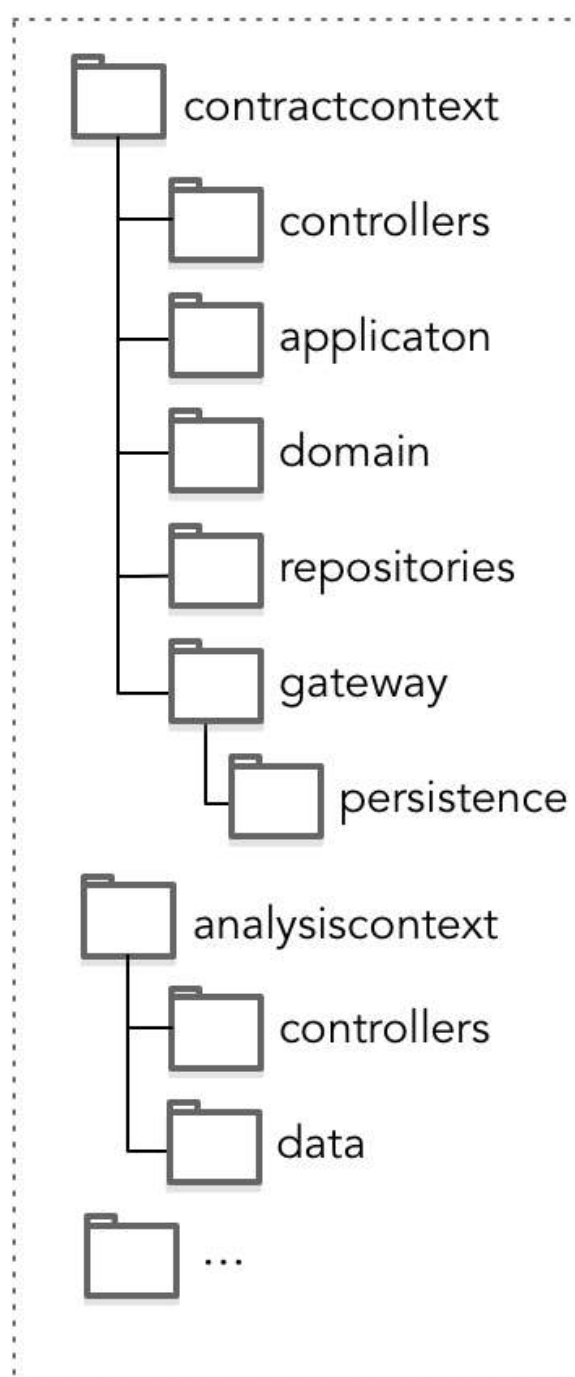 contractcontext
controllers
applicaton
domain
repositories
gateway
persistence
analysiscontext
controllers
data
...